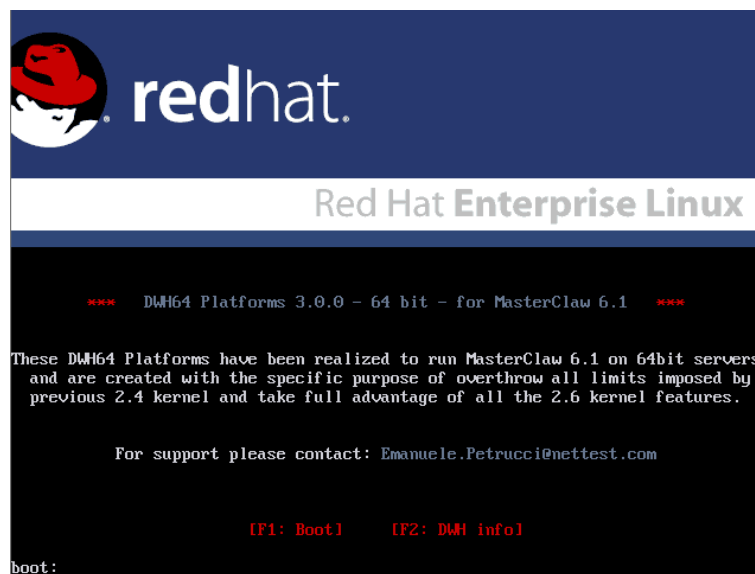 redhat.
Red Hat Enterprise Linux
*** DWH64 Platforms 3.0.0 - 64 bit - for MasterClaw 6.1 ***
These DWH64 Platforms have been realized to run MasterClaw 6.1 on 64bit servers
and are created with the specific purpose of overthrow all limits imposed by
previous 2.4 kernel and take full advantage of all the 2.6 kernel features.
For support please contact: Emanuele.Petrucci@nettest.com
[F1: Boot] [F2: DWH info]
boot: